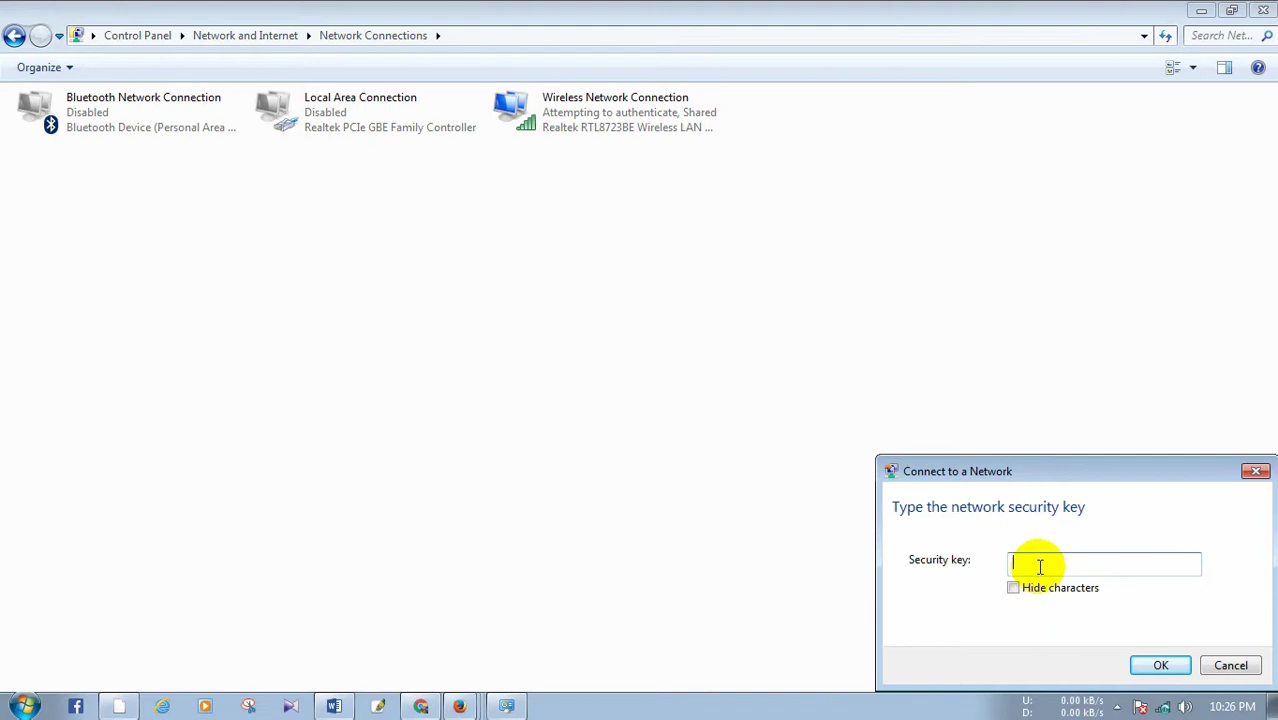 Control Panel Network and Internet Network Connections Search Net...
Organize
Bluetooth Network Connection
Disabled
Bluetooth Device (Personal Area ...
Local Area Connection
Disabled
Realtek PCIe GBE Family Controller
Wireless Network Connection
Attempting to authenticate, Shared
Realtek RTL8723BE Wireless LAN ...
Connect to a Network
Type the network security key
Security key:
Hide characters
OK Cancel
U: 0.00 kB/s
D: 0.00 kB/s
10:26 PM